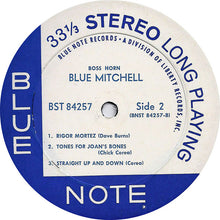 33⅓ STEREO LONG PLAYING
BLUE NOTE RECORDS • A DIVISION OF LIBERTY RECORDS, INC.
BOSS HORN
BLUE MITCHELL
BST 84257
Side 2
(BNST 84257-B)
1. RIGOR MORTEZ (Dave Burns)
2. TONES FOR JOAN'S BONES
(Chick Corea)
3. STRAIGHT UP AND DOWN (Corea)
BLUE
NOTE